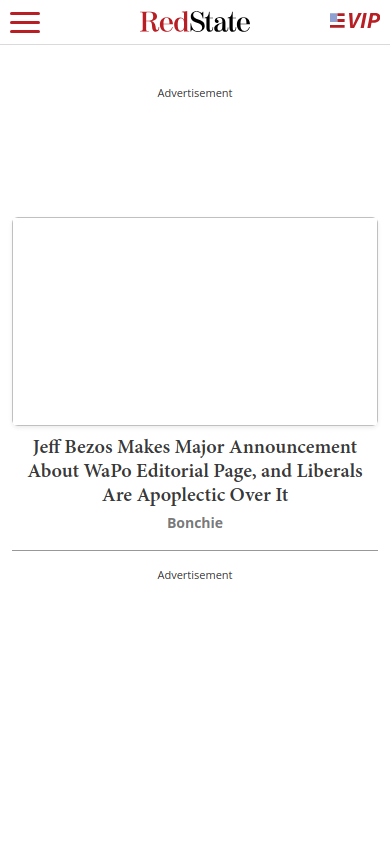 RedState
VIP
Advertisement
Jeff Bezos Makes Major Announcement
About WaPo Editorial Page, and Liberals
Are Apoplectic Over It
Bonchie
Advertisement